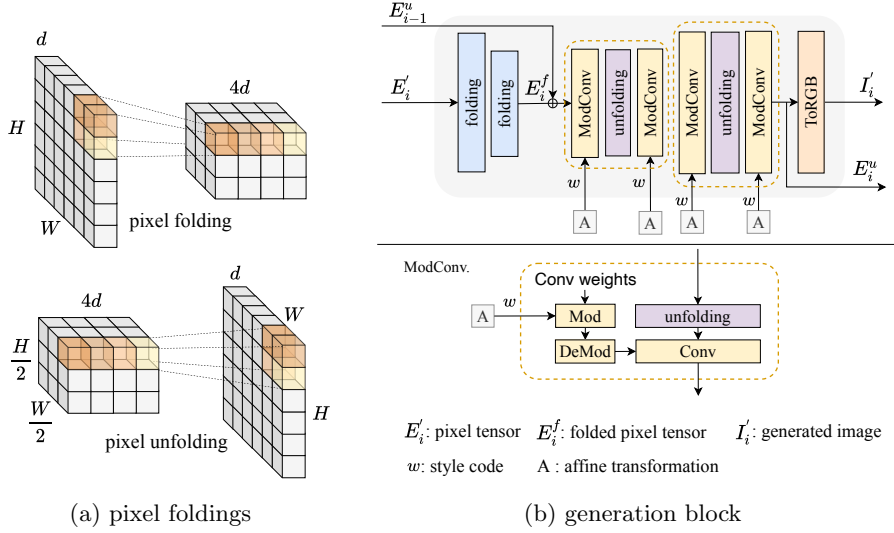 d
4d
H
W
pixel folding
d
4d
W
H/2
W/2
H
pixel unfolding
(a) pixel foldings
E^u_{i-1}
E'_i
folding
folding
E^f_i
ModConv
unfolding
ModConv
ModConv
unfolding
ModConv
ToRGB
I'_i
E^u_i
w
w
w
w
A
A
A
A
ModConv.
Conv weights
A
w
Mod
unfolding
DeMod
Conv
E'_i: pixel tensor E^f_i: folded pixel tensor I'_i: generated image
w: style code A : affine transformation
(b) generation block